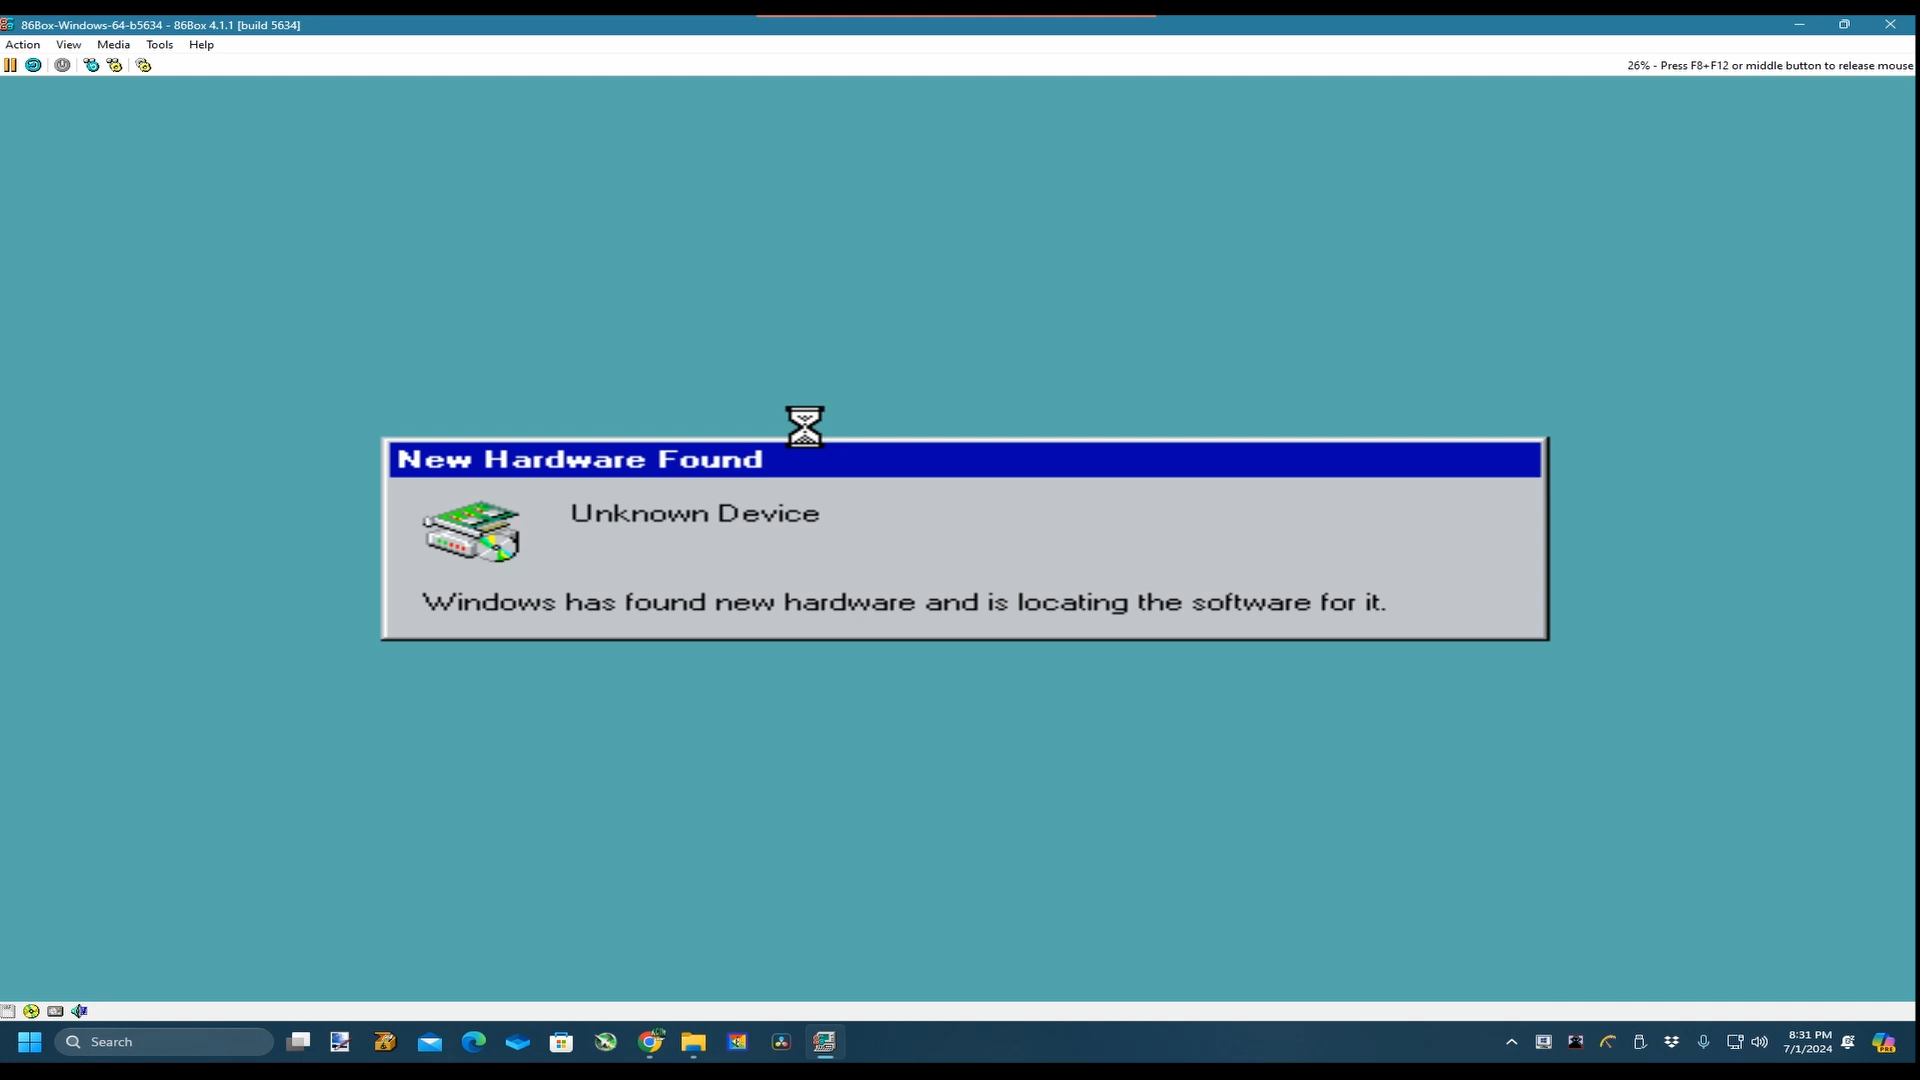 86Box-Windows-64-b5634 - 86Box 4.1.1 [build 5634]
Action View Media Tools Help
26% - Press F8+F12 or middle button to release mouse
New Hardware Found
Unknown Device
Windows has found new hardware and is locating the software for it.
Search
8:31 PM
7/1/2024
PRE